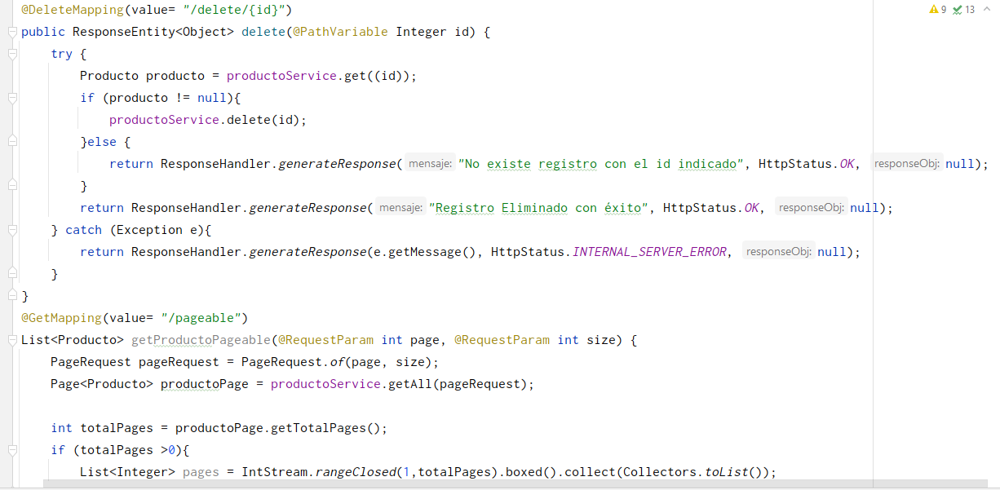 @DeleteMapping(value= "/delete/{id}")
9 13
public ResponseEntity<Object> delete(@PathVariable Integer id) {
try {
Producto producto = productoService.get((id));
if (producto != null){
productoService.delete(id);
}else {
return ResponseHandler.generateResponse( mensaje: "No existe registro con el id indicado", HttpStatus.OK, responseObj: null);
}
return ResponseHandler.generateResponse( mensaje: "Registro Eliminado con éxito", HttpStatus.OK, responseObj: null);
} catch (Exception e){
return ResponseHandler.generateResponse(e.getMessage(), HttpStatus.INTERNAL_SERVER_ERROR, responseObj: null);
}
}
@GetMapping(value= "/pageable")
List<Producto> getProductoPageable(@RequestParam int page, @RequestParam int size) {
PageRequest pageRequest = PageRequest.of(page, size);
Page<Producto> productoPage = productoService.getAll(pageRequest);
int totalPages = productoPage.getTotalPages();
if (totalPages >0){
List<Integer> pages = IntStream.rangeClosed(1,totalPages).boxed().collect(Collectors.toList());